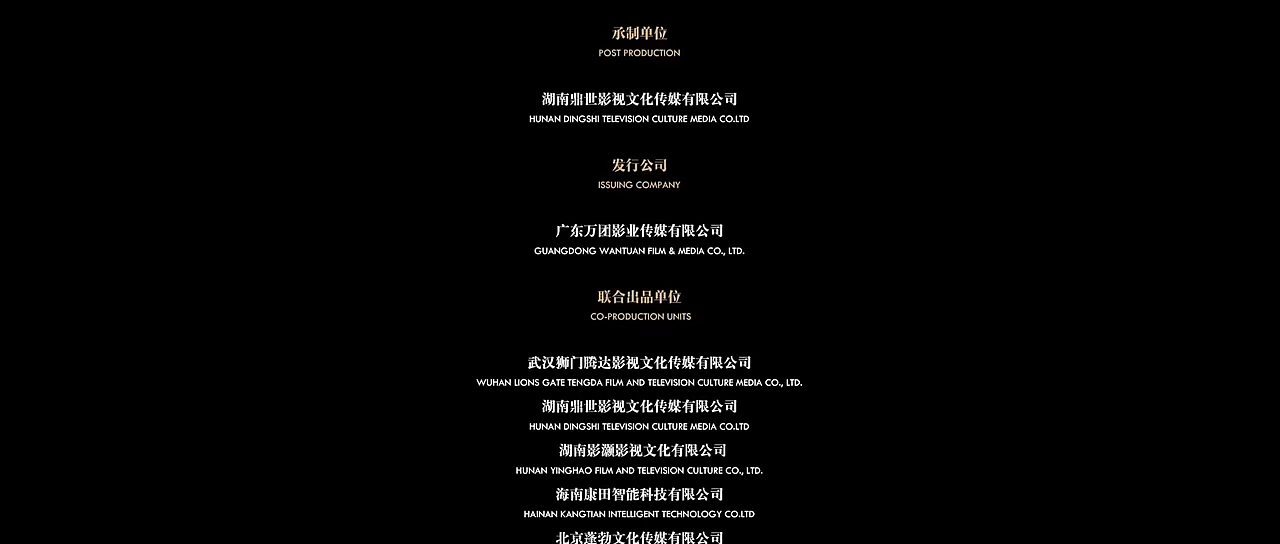 承制单位
POST PRODUCTION
湖南鼎世影视文化传媒有限公司
HUNAN DINGSHI TELEVISION CULTURE MEDIA CO.LTD
发行公司
ISSUING COMPANY
广东万团影业传媒有限公司
GUANGDONG WANTUAN FILM & MEDIA CO., LTD.
联合出品单位
CO-PRODUCTION UNITS
武汉狮门腾达影视文化传媒有限公司
WUHAN LIONS GATE TENGDA FILM AND TELEVISION CULTURE MEDIA CO., LTD.
湖南鼎世影视文化传媒有限公司
HUNAN DINGSHI TELEVISION CULTURE MEDIA CO.LTD
湖南影灏影视文化有限公司
HUNAN YINGHAO FILM AND TELEVISION CULTURE CO., LTD.
海南康田智能科技有限公司
HAINAN KANGTIAN INTELLIGENT TECHNOLOGY CO.LTD
北京蓬勃文化传媒有限公司